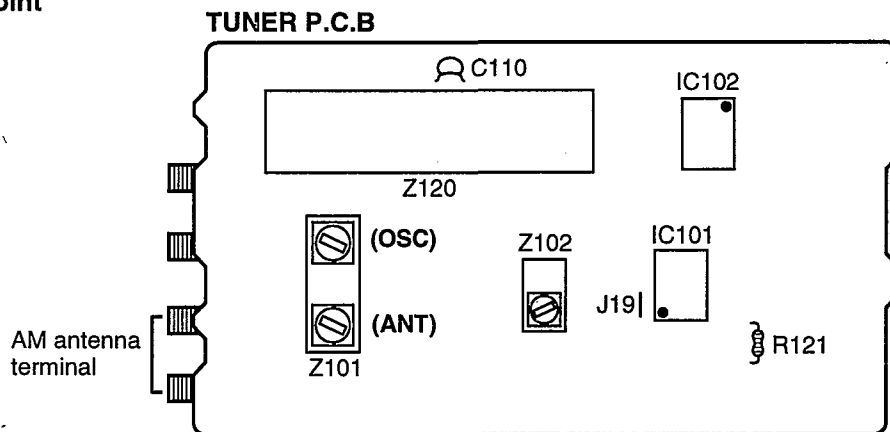 oint
TUNER P.C.B
C110
IC102
Z120
(OSC)
Z102
IC101
J19
(ANT)
AM antenna
terminal
R121
Z101